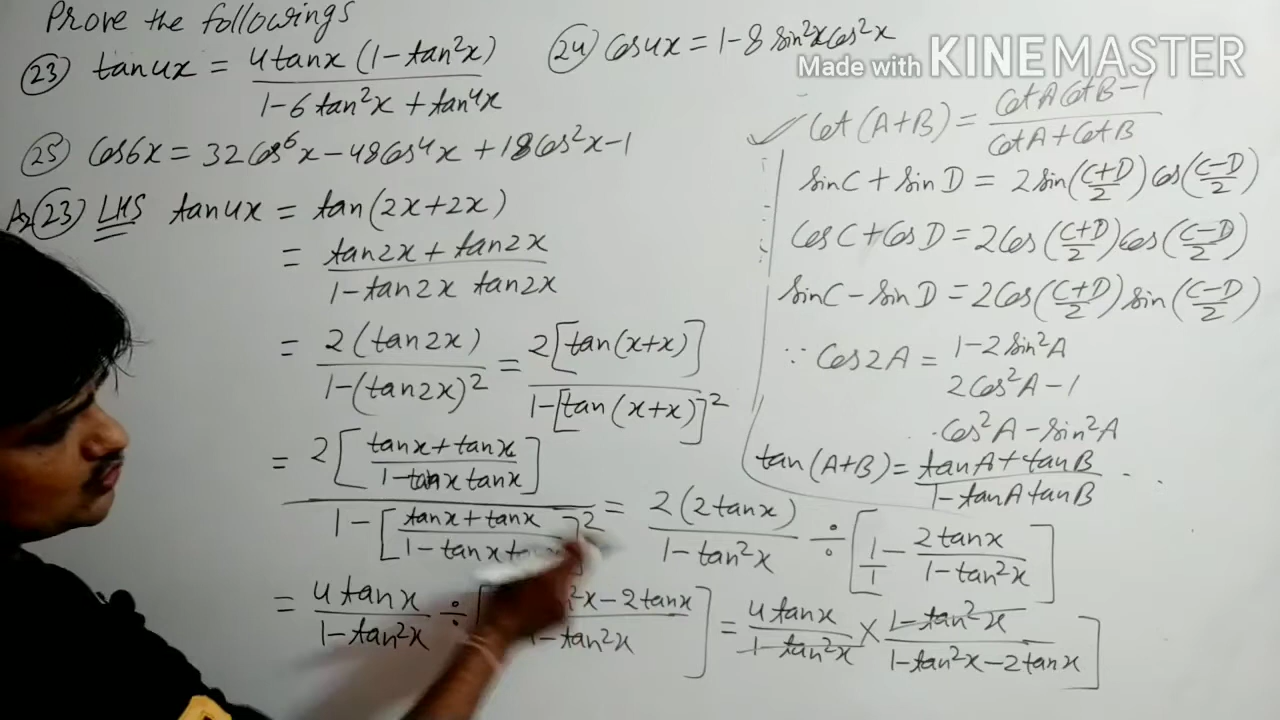 Prove the followings
(23) tan4x = 4tanx (1-tan²x) / 1-6tan²x + tan⁴x
(24) Cos4x = 1-8 sin²x cos²x
Made with KINEMASTER
(25) Cos6x = 32Cos⁶x-48Cos⁴x+18Cos²x-1
(23) LHS tan4x = tan(2x+2x)
= tan2x + tan2x / 1-tan2x tan2x
= 2(tan2x) / 1-(tan2x)² = 2[tan(x+x)] / 1-[tan(x+x)]²
= 2[tanx+tanx / 1-tanx tanx] / 1-[tanx+tanx / 1-tanx]² = 2(2tanx) / 1-tan²x ÷ [1/1 - 2tanx / 1-tan²x]
= 4tanx / 1-tan²x ÷ [²x-2tanx / 1-tan²x] = 4tanx / 1-tan²x × 1-tan²x / 1-tan²x-2tanx]
✓ Cot(A+B) = CotA CotB-1 / CotA+CotB
sinC + sinD = 2sin(C+D/2) cos(C-D/2)
CosC+CosD = 2Cos(C+D/2) cos(C-D/2)
sinC-sinD = 2Cos(C+D/2) sin(C-D/2)
∵ Cos2A = 1-2sin²A
2Cos²A-1
Cos²A-sin²A
tan(A+B) = tanA+tanB / 1-tanAtanB